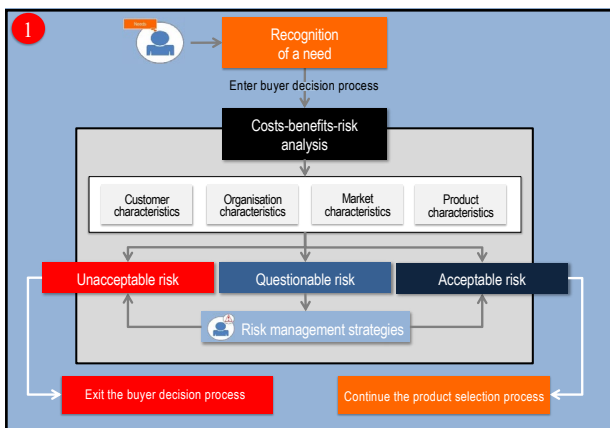 1
Needs
Recognition
of a need
Enter buyer decision process
Costs-benefits-risk
analysis
Customer
characteristics
Organisation
characteristics
Market
characteristics
Product
characteristics
Unacceptable risk
Questionable risk
Acceptable risk
Risk management strategies
Exit the buyer decision process
Continue the product selection process